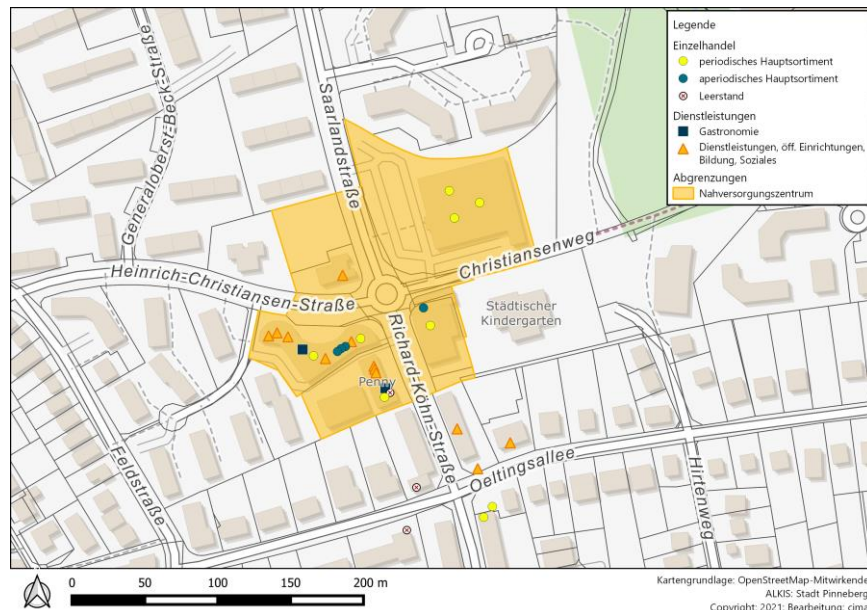 Legende
Einzelhandel
periodisches Hauptsortiment
aperiodisches Hauptsortiment
Leerstand
Dienstleistungen
Gastronomie
Dienstleistungen, öff. Einrichtungen,
Bildung, Soziales
Abgrenzungen
Nahversorgungszentrum
Generaloberst-Beck-Straße
Saarlandstraße
Christiansenweg
Heinrich-Christiansen-Straße
Städtischer
Kindergarten
Richard-Köhn-Straße
Penny
Oeltingsallee
Feldstraße
Hirtenweg
0 50 100 150 200 m
Kartengrundlage: OpenStreetMap-Mitwirkende
ALKIS: Stadt Pinneberg
Copyright: 2021; Bearbeitung: cima